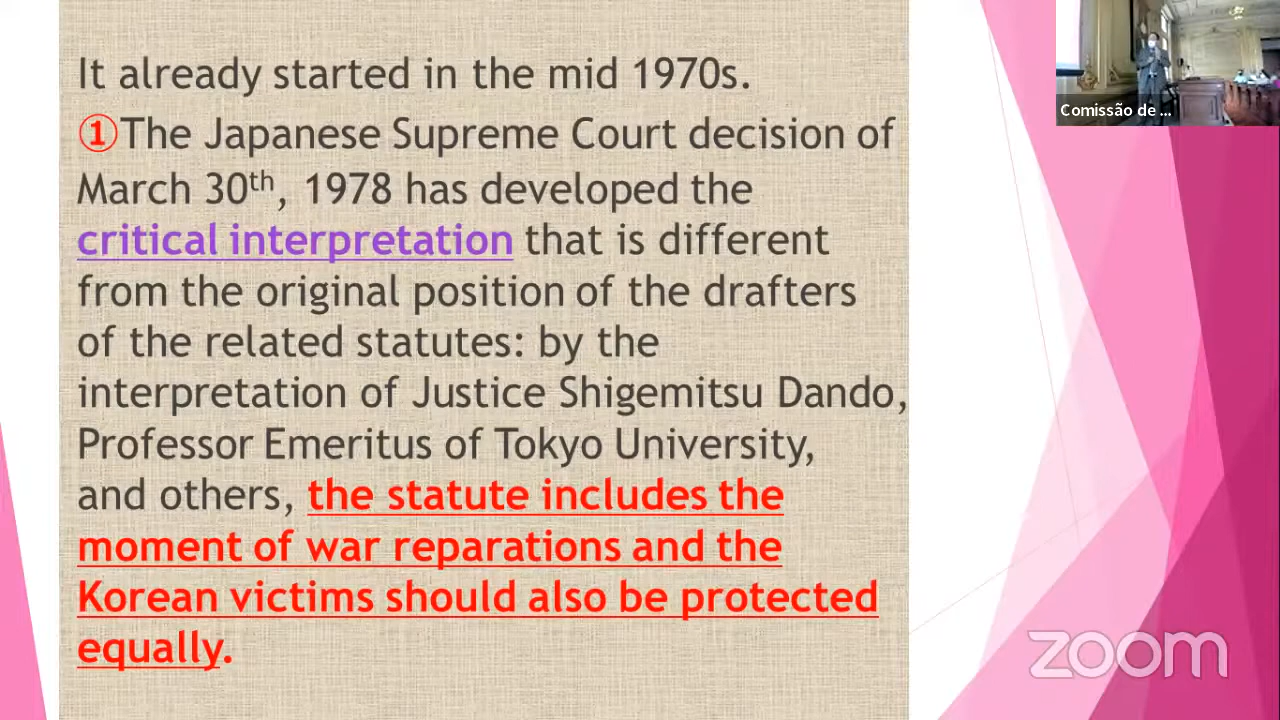 It already started in the mid 1970s.
①The Japanese Supreme Court decision of
March 30th, 1978 has developed the
critical interpretation that is different
from the original position of the drafters
of the related statutes: by the
interpretation of Justice Shigemitsu Dando,
Professor Emeritus of Tokyo University,
and others, the statute includes the
moment of war reparations and the
Korean victims should also be protected
equally.
Comissão de ...
zoom